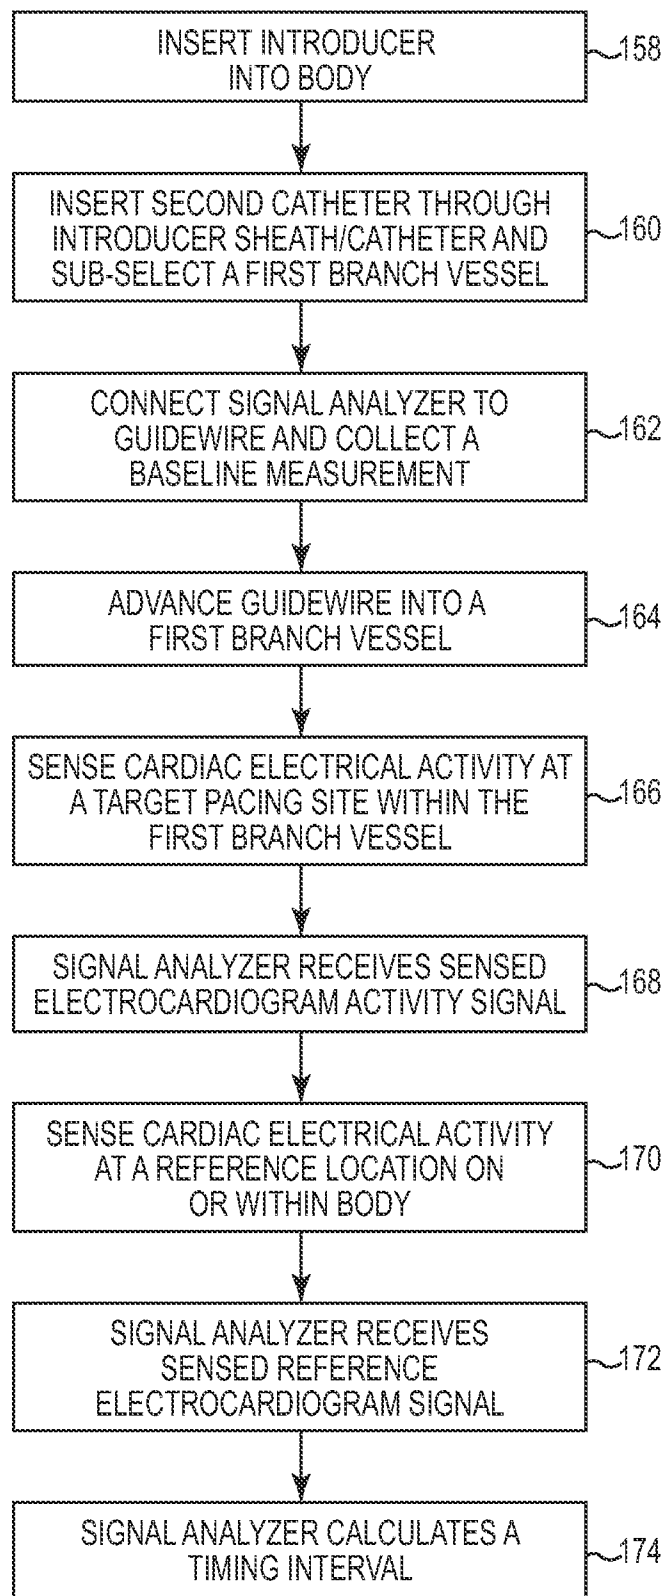 INSERT INTRODUCER
INTO BODY
158
INSERT SECOND CATHETER THROUGH
INTRODUCER SHEATH/CATHETER AND
SUB-SELECT A FIRST BRANCH VESSEL
160
CONNECT SIGNAL ANALYZER TO
GUIDEWIRE AND COLLECT A
BASELINE MEASUREMENT
162
ADVANCE GUIDEWIRE INTO A
FIRST BRANCH VESSEL
164
SENSE CARDIAC ELECTRICAL ACTIVITY AT
A TARGET PACING SITE WITHIN THE
FIRST BRANCH VESSEL
166
SIGNAL ANALYZER RECEIVES SENSED
ELECTROCARDIOGRAM ACTIVITY SIGNAL
168
SENSE CARDIAC ELECTRICAL ACTIVITY
AT A REFERENCE LOCATION ON
OR WITHIN BODY
170
SIGNAL ANALYZER RECEIVES
SENSED REFERENCE
ELECTROCARDIOGRAM SIGNAL
172
SIGNAL ANALYZER CALCULATES A
TIMING INTERVAL
174